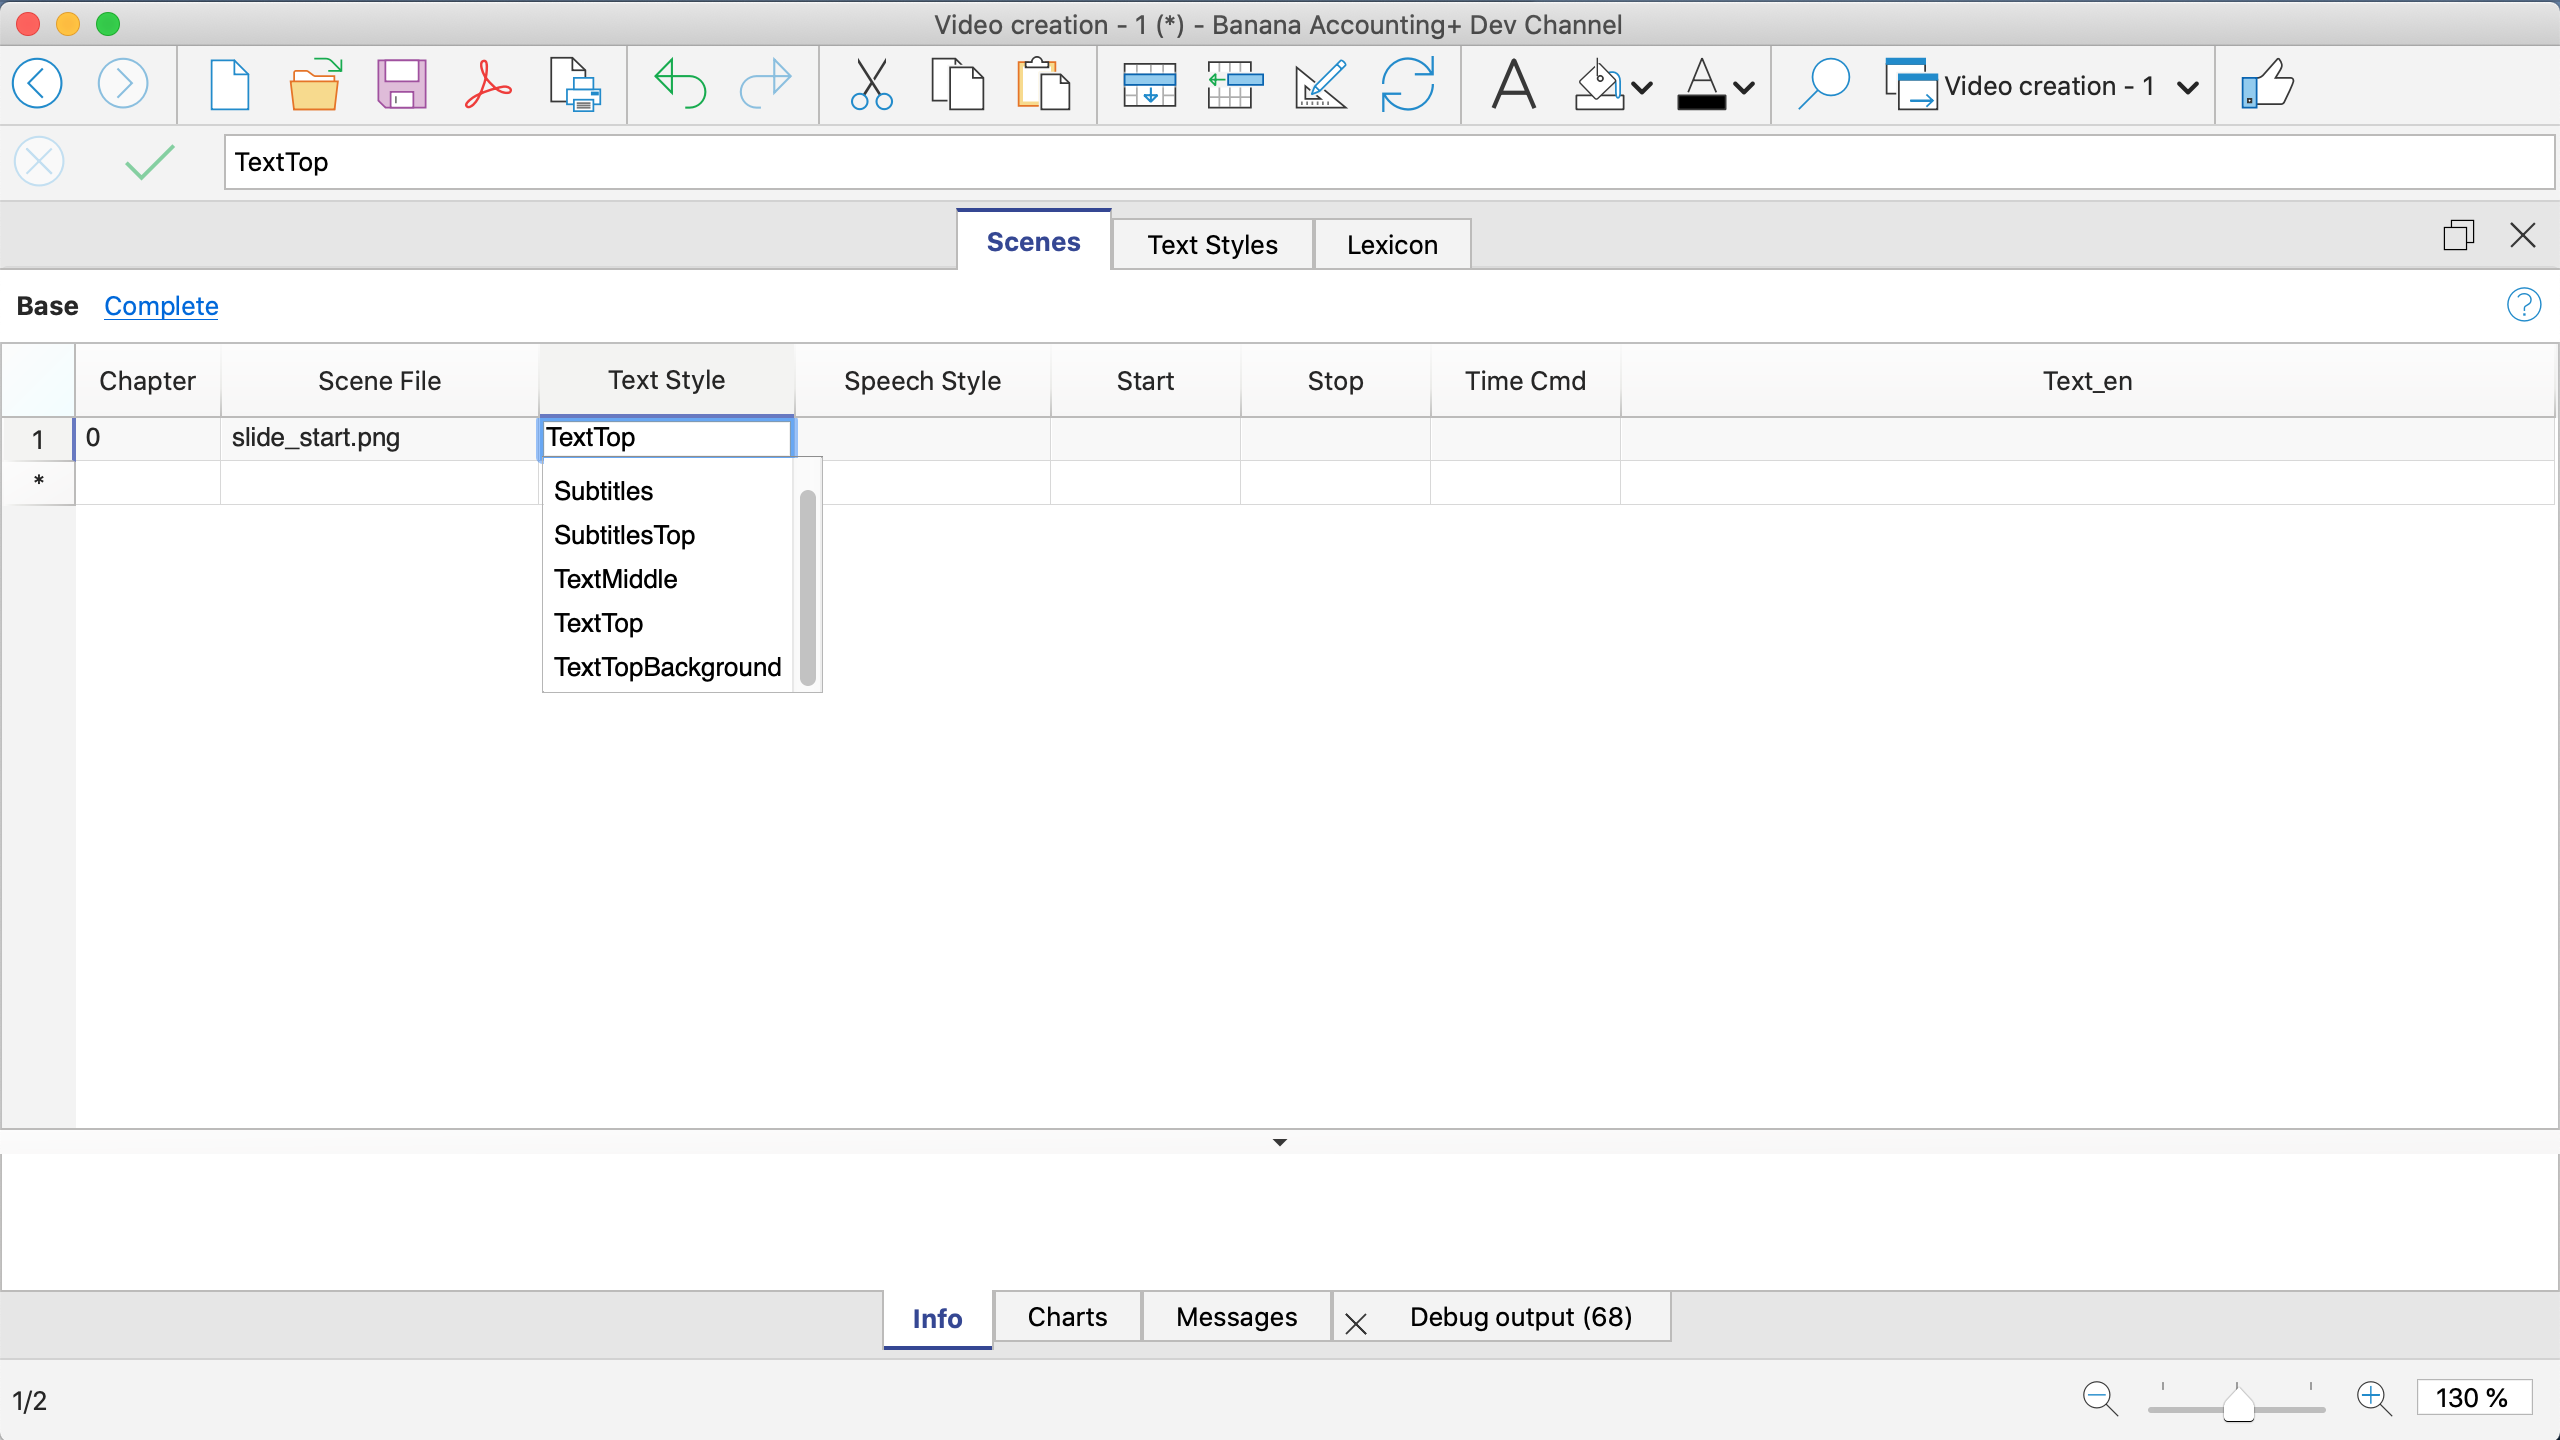 Video creation - 1 (*) - Banana Accounting+ Dev Channel
Video creation - 1
TextTop
Scenes Text Styles Lexicon
Base Complete
Chapter Scene File Text Style Speech Style Start Stop Time Cmd Text_en
1 0 slide_start.png TextTop
*
Subtitles
SubtitlesTop
TextMiddle
TextTop
TextTopBackground
Info Charts Messages Debug output (68)
1/2 130 %